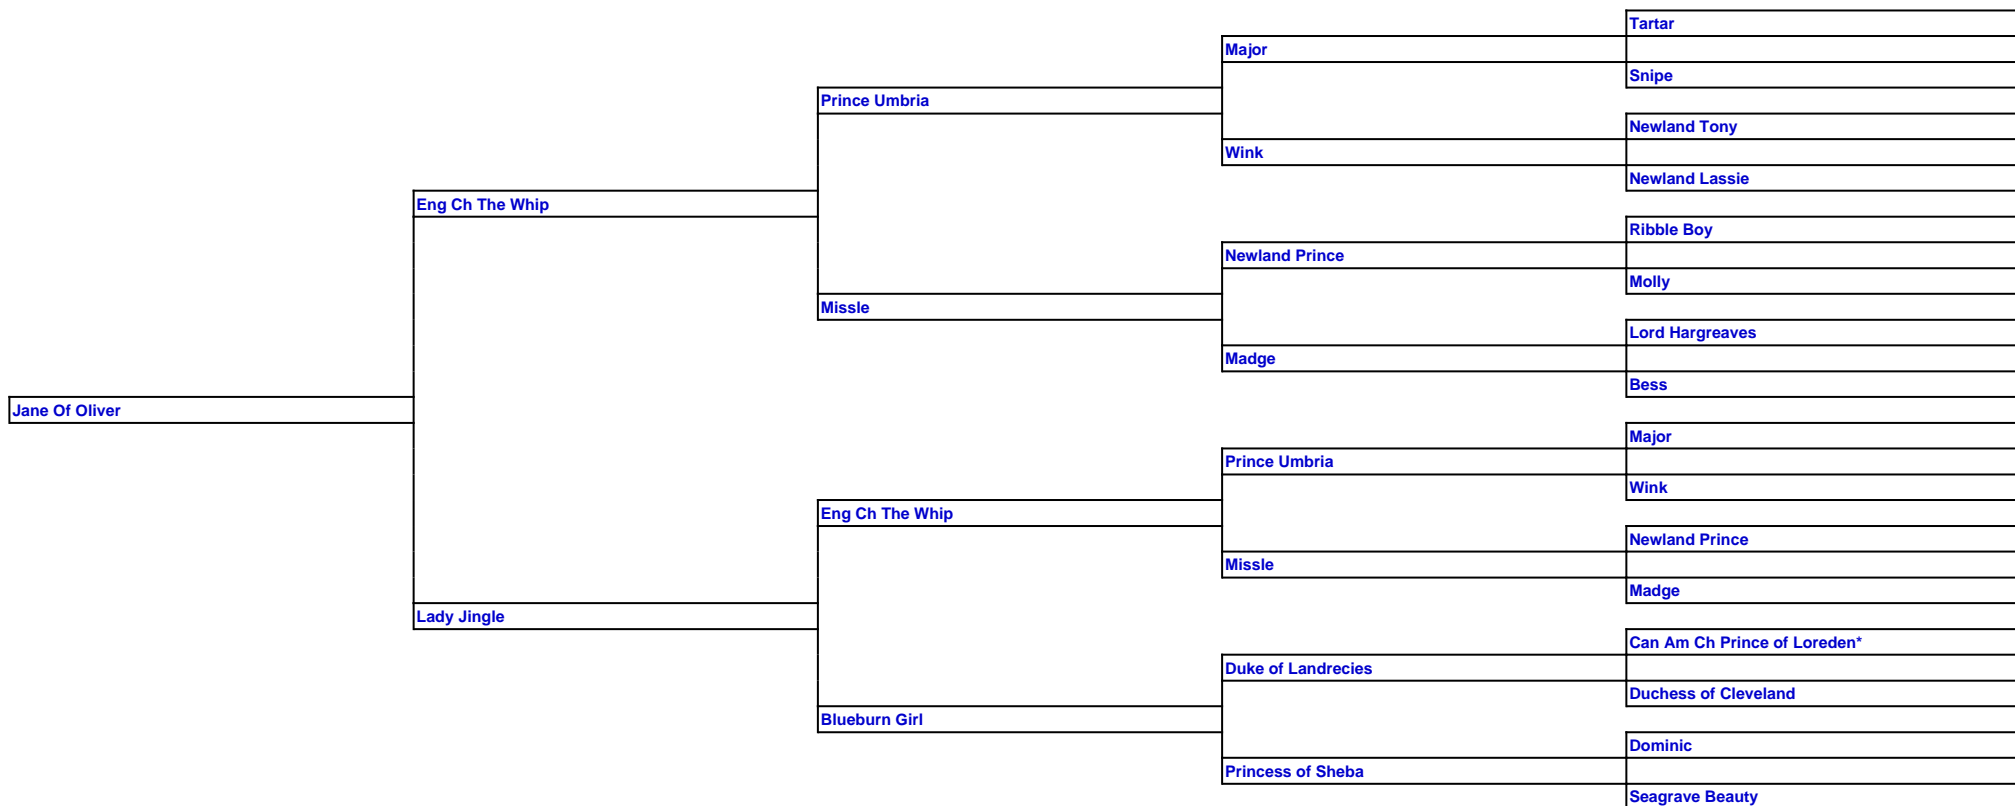 Tartar
Major
Snipe
Prince Umbria
Newland Tony
Wink
Newland Lassie
Eng Ch The Whip
Ribble Boy
Newland Prince
Molly
Missle
Lord Hargreaves
Madge
Bess
Jane Of Oliver
Major
Prince Umbria
Wink
Eng Ch The Whip
Newland Prince
Missle
Madge
Lady Jingle
Can Am Ch Prince of Loreden*
Duke of Landrecies
Duchess of Cleveland
Blueburn Girl
Dominic
Princess of Sheba
Seagrave Beauty